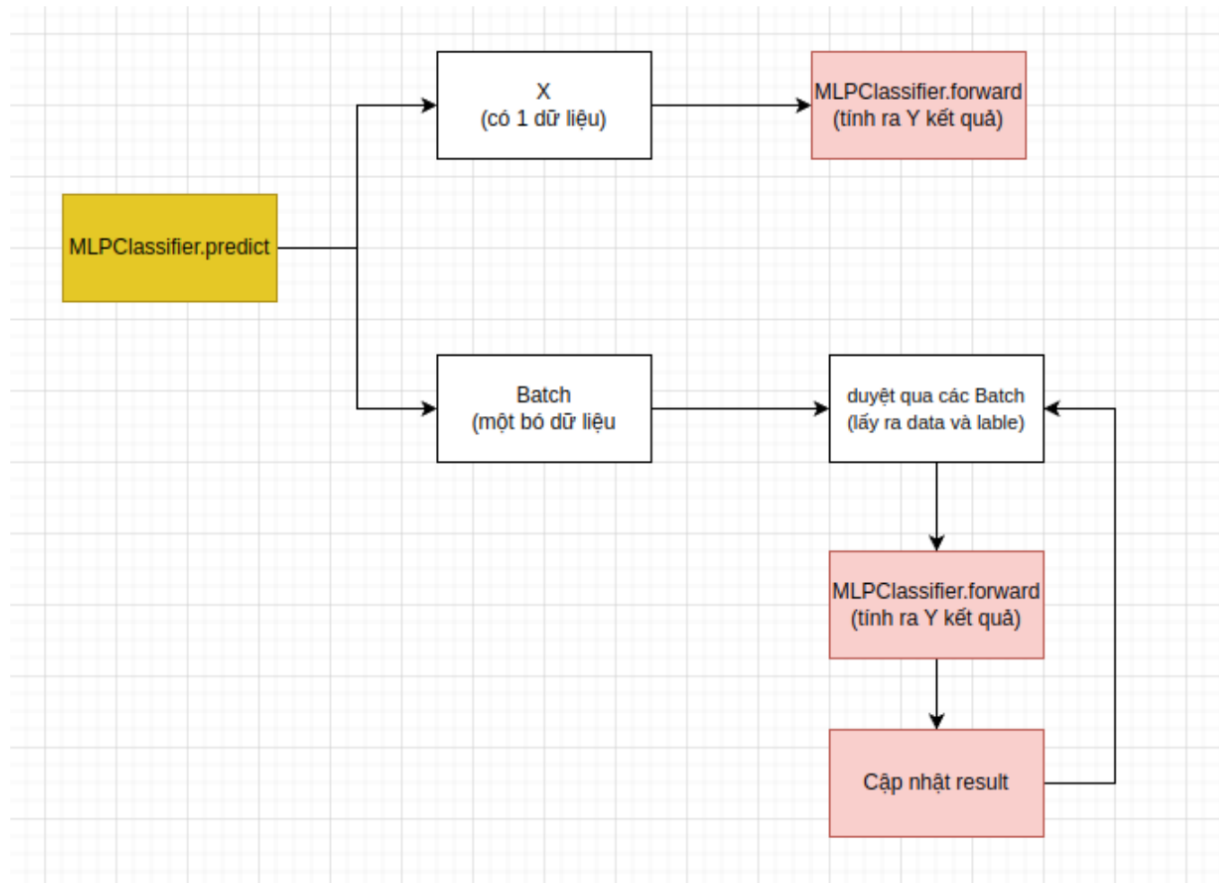 X
(có 1 dữ liệu)
MLPClassifier.forward
(tính ra Y kết quả)
MLPClassifier.predict
Batch
(một bó dữ liệu
duyệt qua các Batch
(lấy ra data và lable)
MLPClassifier.forward
(tính ra Y kết quả)
Cập nhật result